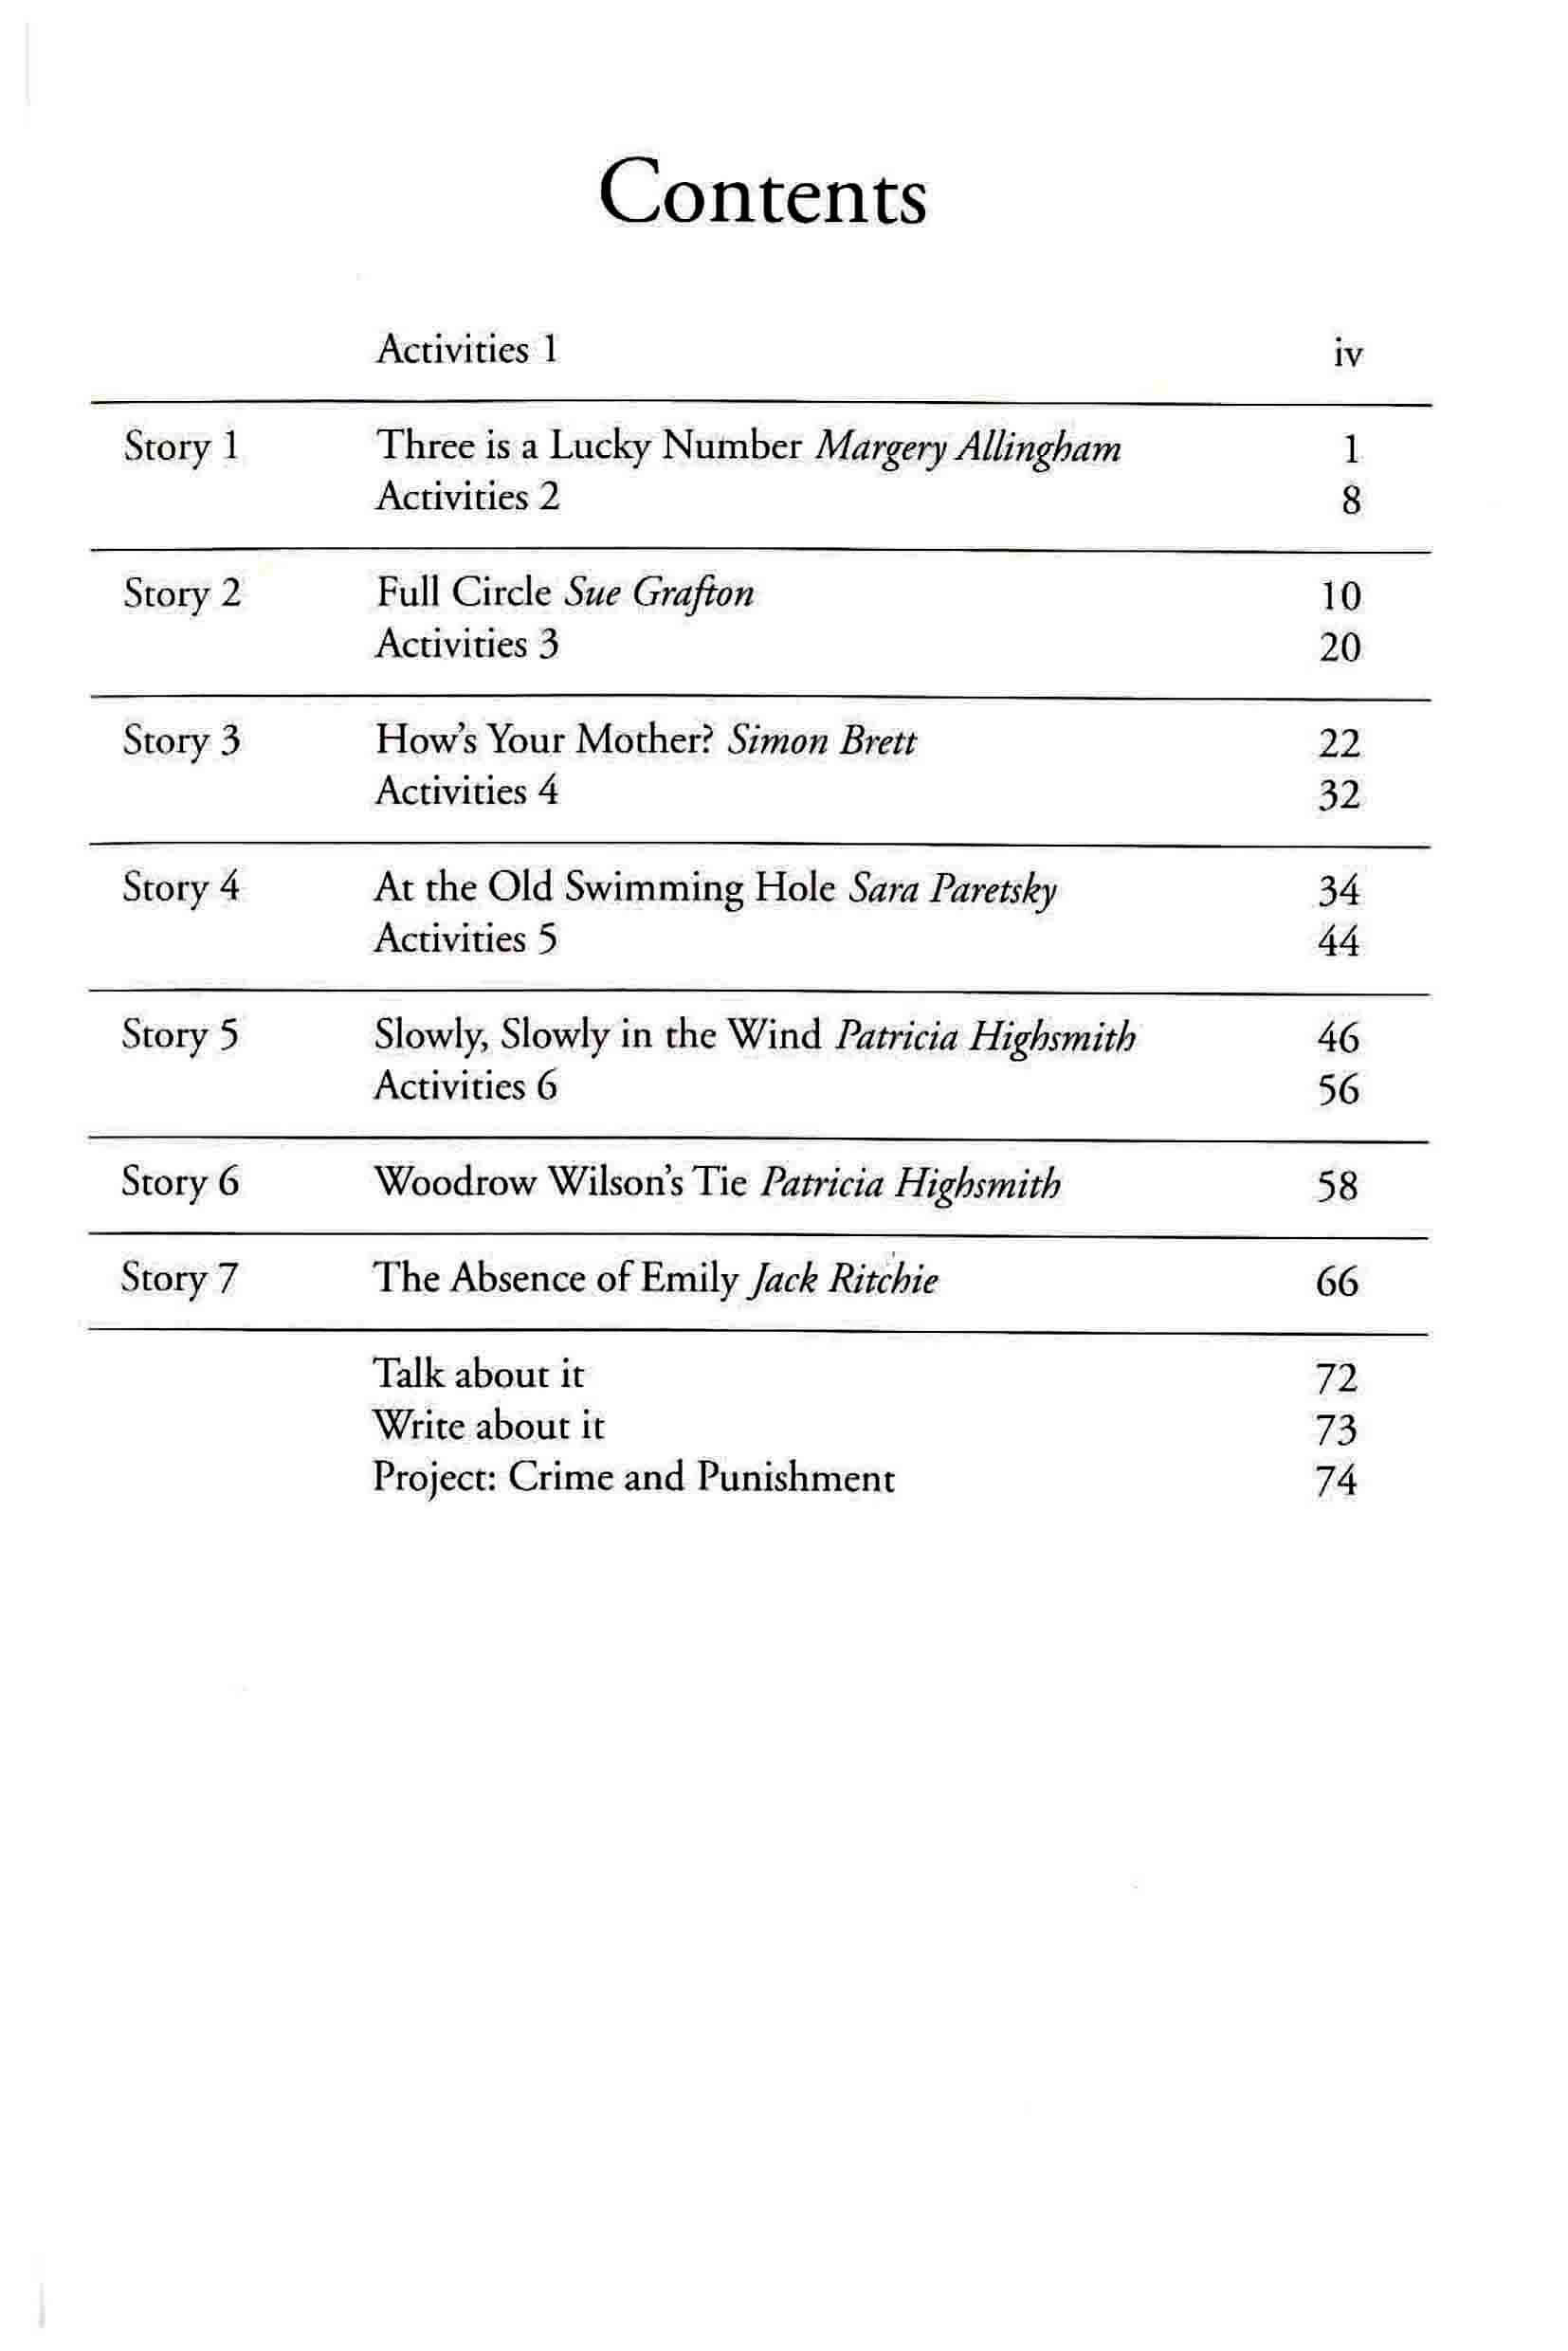 Contents
Activities 1 iv
Story 1 Three is a Lucky Number Margery Allingham 1
Activities 2 8
Story 2 Full Circle Sue Grafton 10
Activities 3 20
Story 3 How's Your Mother? Simon Brett 22
Activities 4 32
Story 4 At the Old Swimming Hole Sara Paretsky 34
Activities 5 44
Story 5 Slowly, Slowly in the Wind Patricia Highsmith 46
Activities 6 56
Story 6 Woodrow Wilson's Tie Patricia Highsmith 58
Story 7 The Absence of Emily Jack Ritchie 66
Talk about it 72
Write about it 73
Project: Crime and Punishment 74